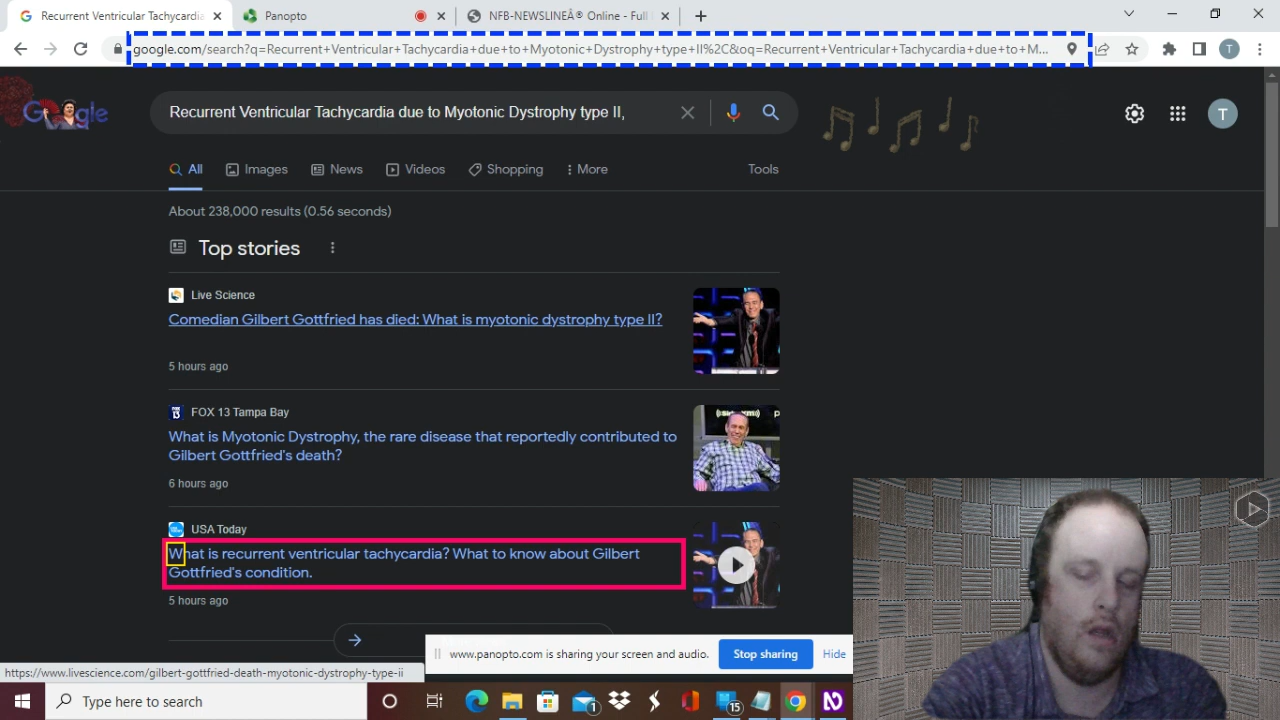 Recurrent Ventricular Tachycardia
Panopto
NFB-NEWSLINEÂ® Online - Full
google.com/search?q=Recurrent+Ventricular+Tachycardia+due+to+Myotonic+Dystrophy+type+II%2C&oq=Recurrent+Ventricular+Tachycardia+due+to+M...
T
Google
Recurrent Ventricular Tachycardia due to Myotonic Dystrophy type II,
T
All
Images
News
Videos
Shopping
More
Tools
About 238,000 results (0.56 seconds)
Top stories
Live Science
Comedian Gilbert Gottfried has died: What is myotonic dystrophy type II?
5 hours ago
FOX 13 Tampa Bay
What is Myotonic Dystrophy, the rare disease that reportedly contributed to
Gilbert Gottfried's death?
6 hours ago
USA Today
What is recurrent ventricular tachycardia? What to know about Gilbert
Gottfried's condition.
5 hours ago
www.panopto.com is sharing your screen and audio.
Stop sharing
Hide
https://www.livescience.com/gilbert-gottfried-death-myotonic-dystrophy-type-ii
Type here to search
1
15